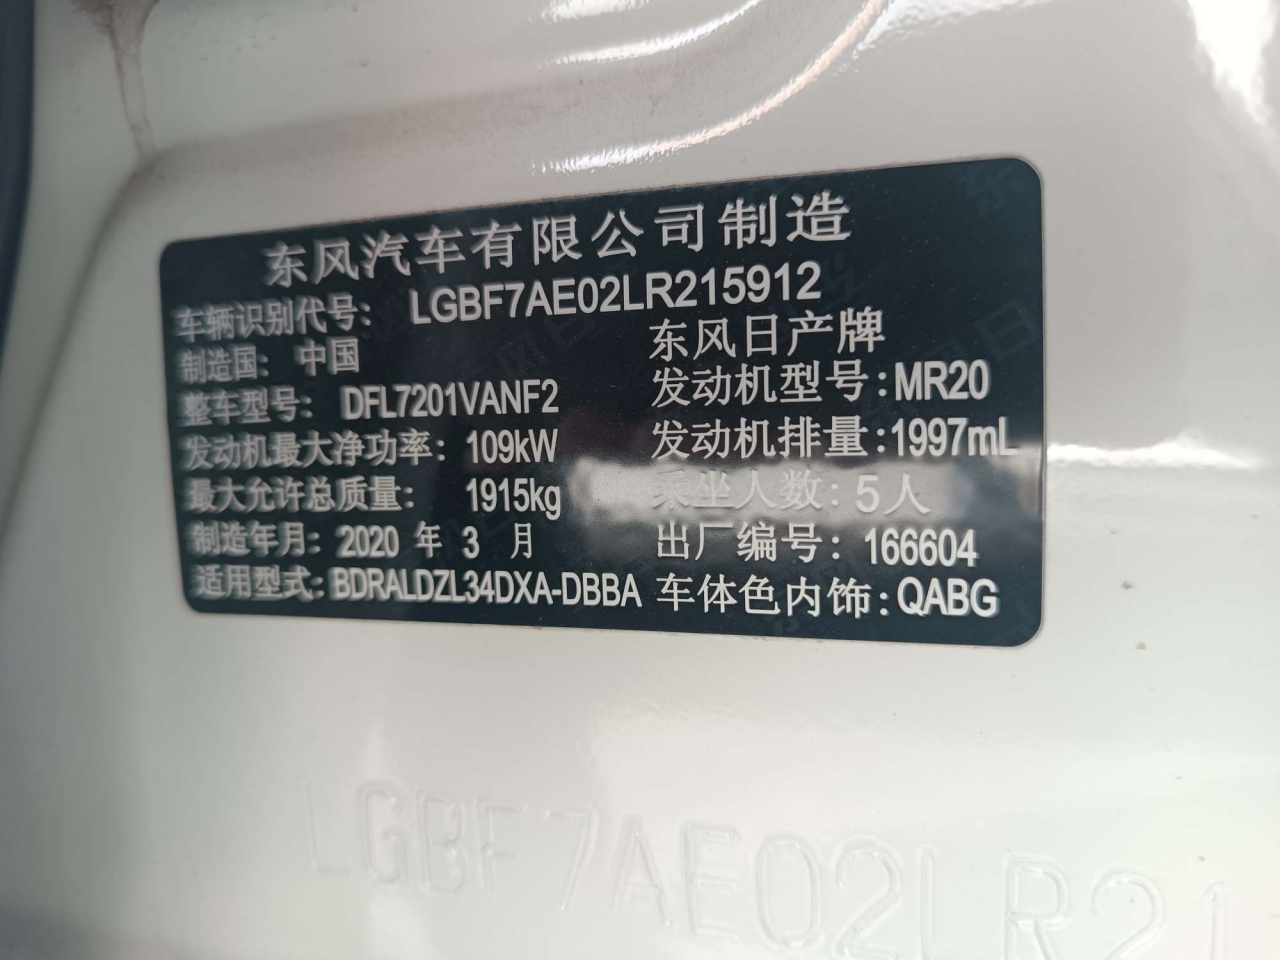 东风汽车有限公司制造
车辆识别代号: LGBF7AE02LR215912
制造国: 中国 东风日产牌
整车型号: DFL7201VANF2 发动机型号:MR20
发动机最大净功率: 109kW 发动机排量:1997mL
最大允许总质量: 1915kg 乘坐人数: 5人
制造年月: 2020 年 3 月 出厂编号: 166604
适用型式: BDRALDZL34DXA-DBBA 车体色内饰:QABG
LGBF7AE02LR21